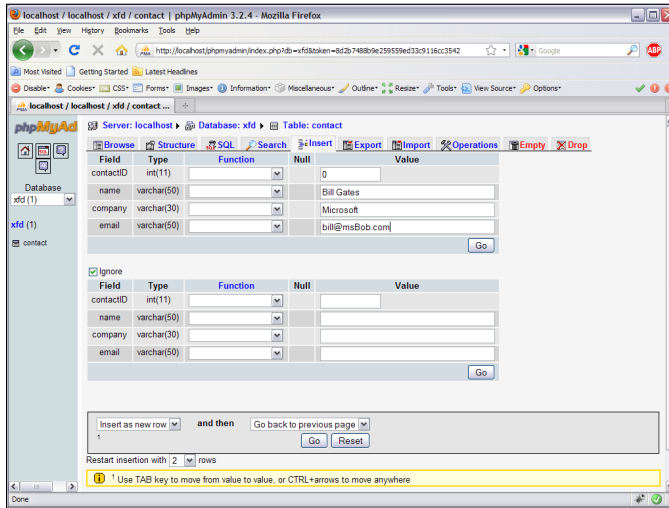 localhost / localhost / xfd / contact | phpMyAdmin 3.2.4 - Mozilla Firefox
File Edit View History Bookmarks Tools Help
http://localhost/phpmyadmin/index.php?db=xfd&token=8d2b7488b9e259559ed33c9116cc3542 Google ABP
Most Visited Getting Started Latest Headlines
Disable Cookies CSS Forms Images Information Miscellaneous Outline Resize Tools View Source Options
localhost / localhost / xfd / contact ...
phpMyAd
Server: localhost Database: xfd Table: contact
Browse Structure SQL Search Insert Export Import Operations Empty Drop
Database
xfd (1)
xfd (1)
contact
Field Type Function Null Value
contactID int(11) 0
name varchar(50) Bill Gates
company varchar(30) Microsoft
email varchar(50) bill@msBob.com
Go
Ignore
Field Type Function Null Value
contactID int(11)
name varchar(50)
company varchar(30)
email varchar(50)
Go
Insert as new row and then Go back to previous page
1
Go Reset
Restart insertion with 2 rows
1 Use TAB key to move from value to value, or CTRL+arrows to move anywhere
Done